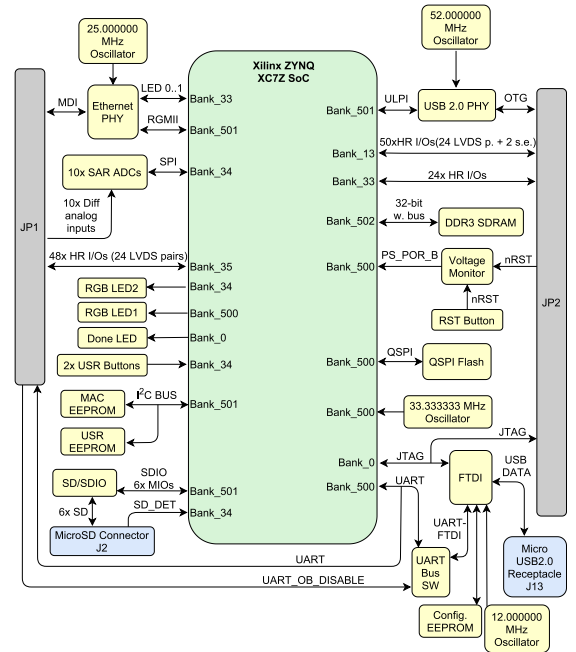 25.000000
MHz
Oscillator
52.000000
MHz
Oscillator
Xilinx ZYNQ
XC7Z SoC
JP1
MDI
Ethernet
PHY
LED 0..1
Bank_33
RGMII
Bank_501
Bank_501
ULPI
USB 2.0 PHY
OTG
Bank_13
50xHR I/Os(24 LVDS p. + 2 s.e.)
10x SAR ADCs
SPI
Bank_34
Bank_33
24x HR I/Os
10x Diff
analog
inputs
Bank_502
32-bit
w. bus
DDR3 SDRAM
48x HR I/Os (24 LVDS pairs)
Bank_35
Bank_500
PS_POR_B
Voltage
Monitor
nRST
JP2
RGB LED2
Bank_34
nRST
RGB LED1
Bank_500
RST Button
Done LED
Bank_0
2x USR Buttons
Bank_34
Bank_500
QSPI
QSPI Flash
MAC
EEPROM
I²C BUS
Bank_501
Bank_500
33.333333 MHz
Oscillator
USR
EEPROM
JTAG
Bank_0
JTAG
FTDI
USB
DATA
SD/SDIO
SDIO
6x MIOs
Bank_501
Bank_500
UART
6x SD
SD_DET
Bank_34
MicroSD Connector
J2
UART-
FTDI
UART
UART_OB_DISABLE
UART
Bus
SW
Micro
USB2.0
Receptacle
J13
Config.
EEPROM
12.000000
MHz
Oscillator